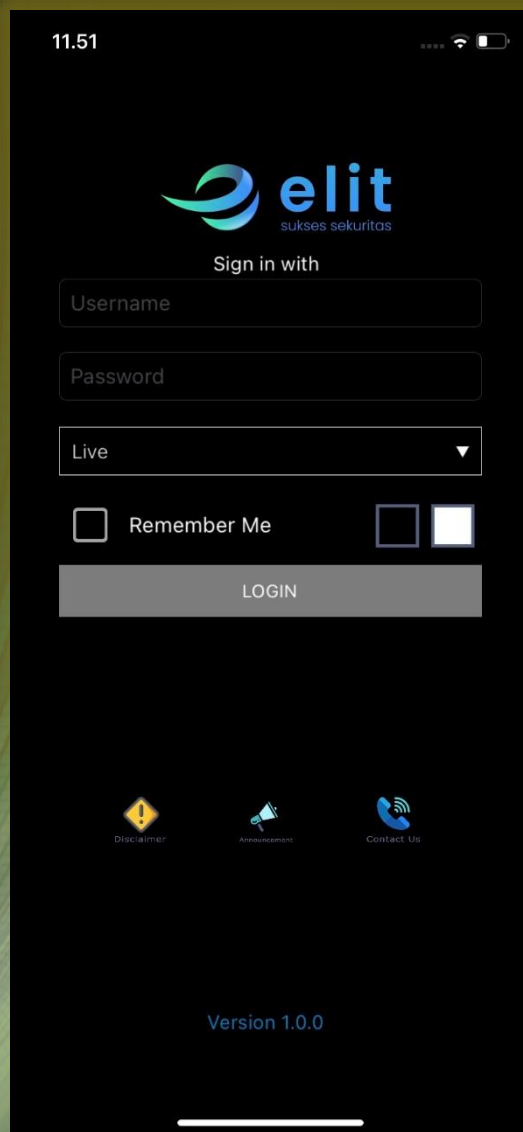 11.51
elit
sukses sekuritas
Sign in with
Username
Password
Live
Remember Me
LOGIN
Disclaimer
Announcement
Contact Us
Version 1.0.0